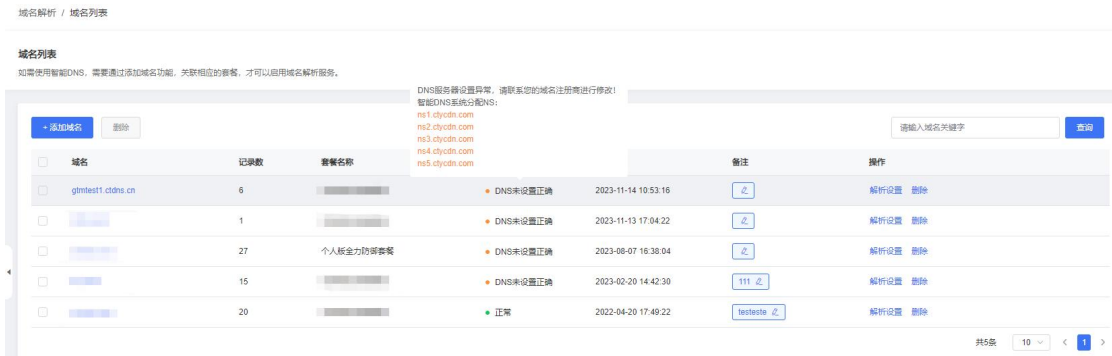 域名解析 / 域名列表
域名列表
如需使用智能DNS，需要通过添加域名功能，关联相应的套餐，才可以启用域名解析服务。
DNS服务器设置异常，请联系您的域名注册商进行修改！
智能DNS系统分配NS：
ns1.ctycdn.com
ns2.ctycdn.com
ns3.ctycdn.com
ns4.ctycdn.com
ns5.ctycdn.com
+ 添加域名 删除 请输入域名关键字 查询
域名 记录数 套餐名称 备注 操作
gtmtest1.ctdns.cn 6 DNS未设置正确 2023-11-14 10:53:16 解析设置 删除
1 DNS未设置正确 2023-11-13 17:04:22 解析设置 删除
27 个人版全力防御套餐 DNS未设置正确 2023-08-07 16:38:04 解析设置 删除
15 DNS未设置正确 2023-02-20 14:42:30 111 解析设置 删除
20 正常 2022-04-20 17:49:22 testeste 解析设置 删除
共5条 10 1